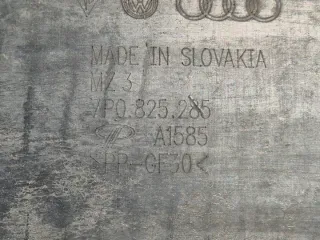 MADE IN SLOVAKIA
MZ 3
7P0.825.285
A1585
>PP-GF30<